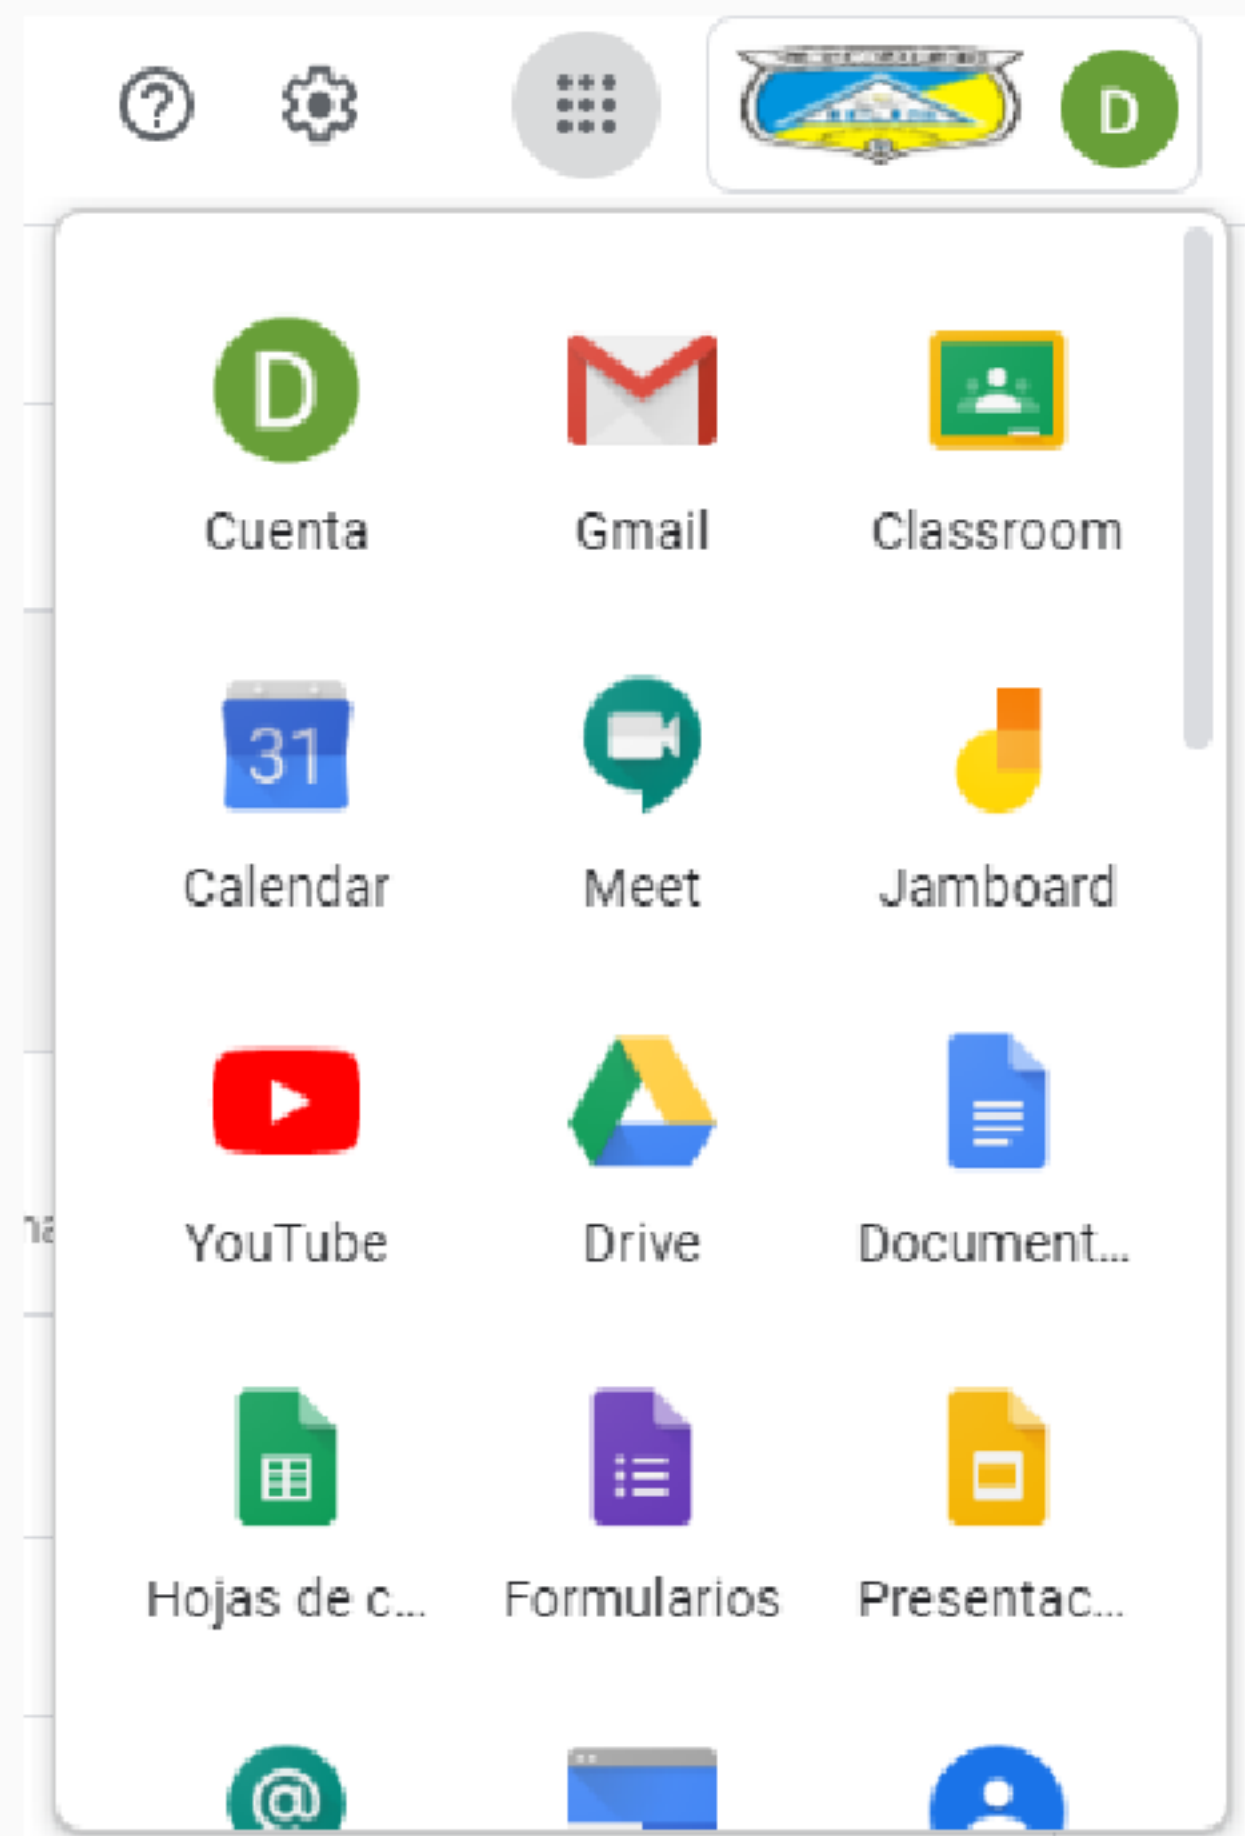 D
D
Cuenta Gmail Classroom
31
Calendar Meet Jamboard
YouTube Drive Document...
Hojas de c... Formularios Presentac...
@